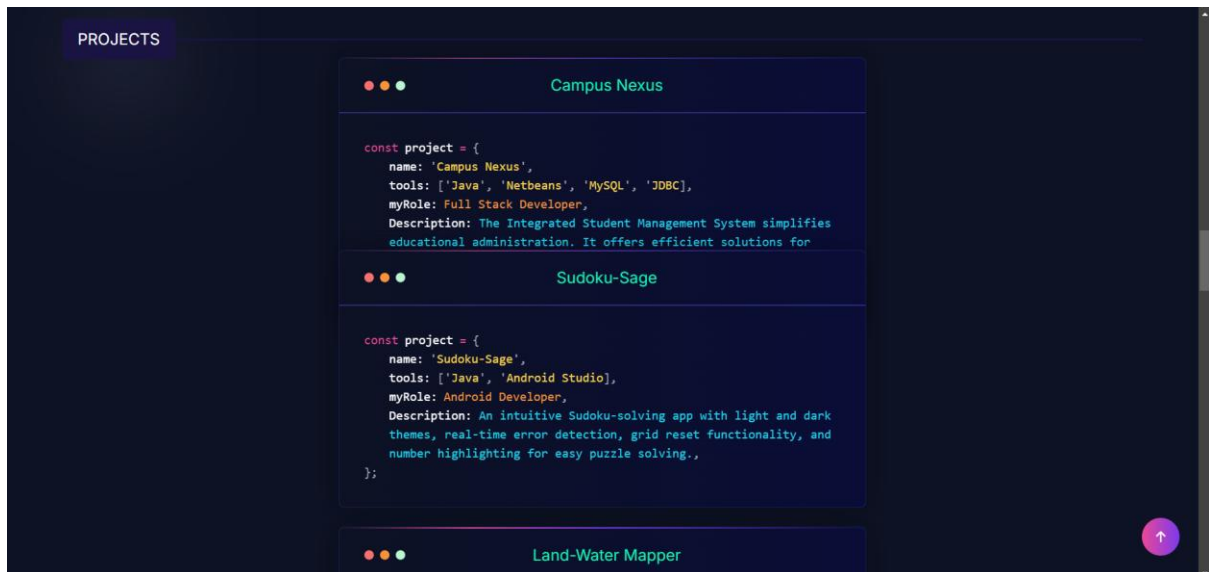 PROJECTS
Campus Nexus
const project = {
name: 'Campus Nexus',
tools: ['Java', 'Netbeans', 'MySQL', 'JDBC],
myRole: Full Stack Developer,
Description: The Integrated Student Management System simplifies
educational administration. It offers efficient solutions for
Sudoku-Sage
const project = {
name: 'Sudoku-Sage',
tools: ['Java', 'Android Studio],
myRole: Android Developer,
Description: An intuitive Sudoku-solving app with light and dark
themes, real-time error detection, grid reset functionality, and
number highlighting for easy puzzle solving.,
};
Land-Water Mapper